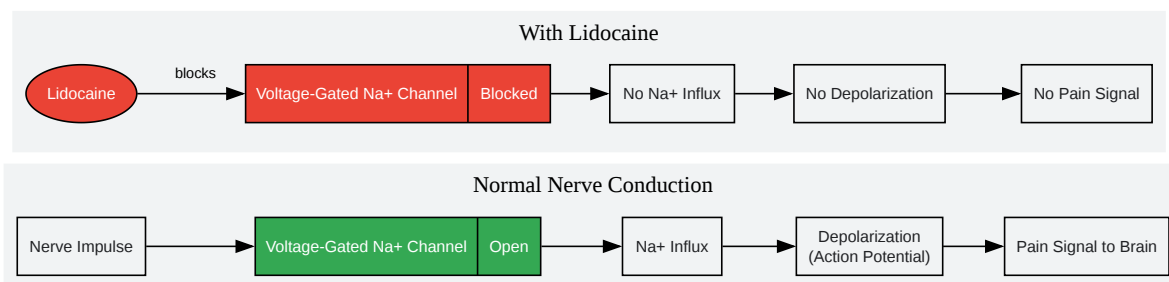 With Lidocaine
Lidocaine
blocks
Voltage-Gated Na+ Channel
Blocked
No Na+ Influx
No Depolarization
No Pain Signal
Normal Nerve Conduction
Nerve Impulse
Voltage-Gated Na+ Channel
Open
Na+ Influx
Depolarization
(Action Potential)
Pain Signal to Brain